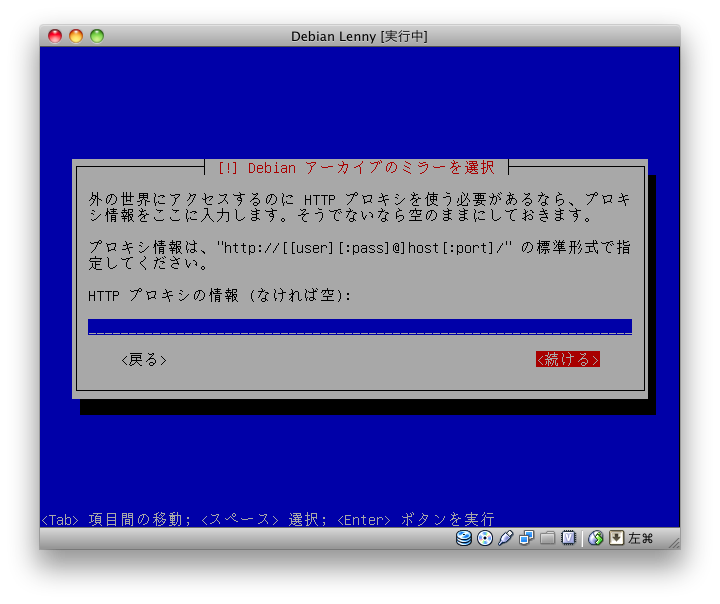 Debian Lenny [実行中]
[!] Debian アーカイブのミラーを選択
外の世界にアクセスするのに HTTP プロキシを使う必要があるなら、プロキ
シ情報をここに入力します。そうでないなら空のままにしておきます。
プロキシ情報は、"http://[[user][:pass]@]host[:port]/" の標準形式で指
定してください。
HTTP プロキシの情報 (なければ空):
<戻る> <続ける>
<Tab> 項目間の移動; <スペース> 選択; <Enter> ボタンを実行
V 左⌘